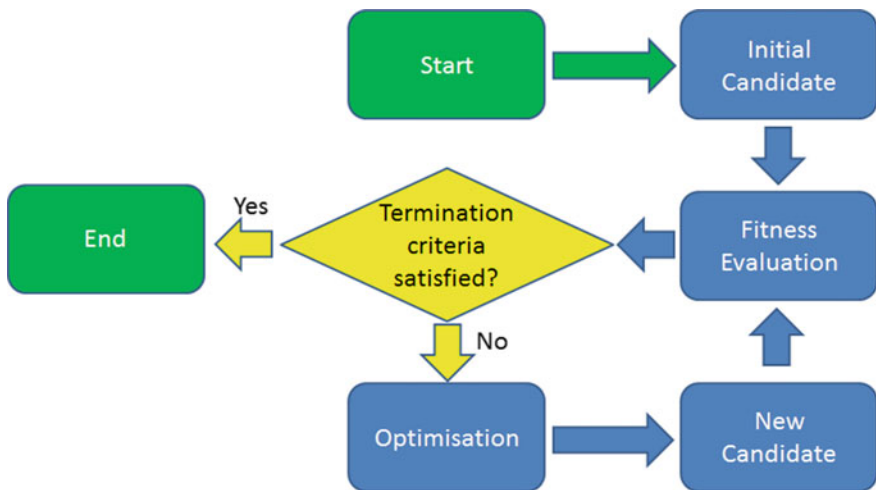 Start
Initial
Candidate
Yes
End
Termination
criteria
satisfied?
Fitness
Evaluation
No
Optimisation
New
Candidate